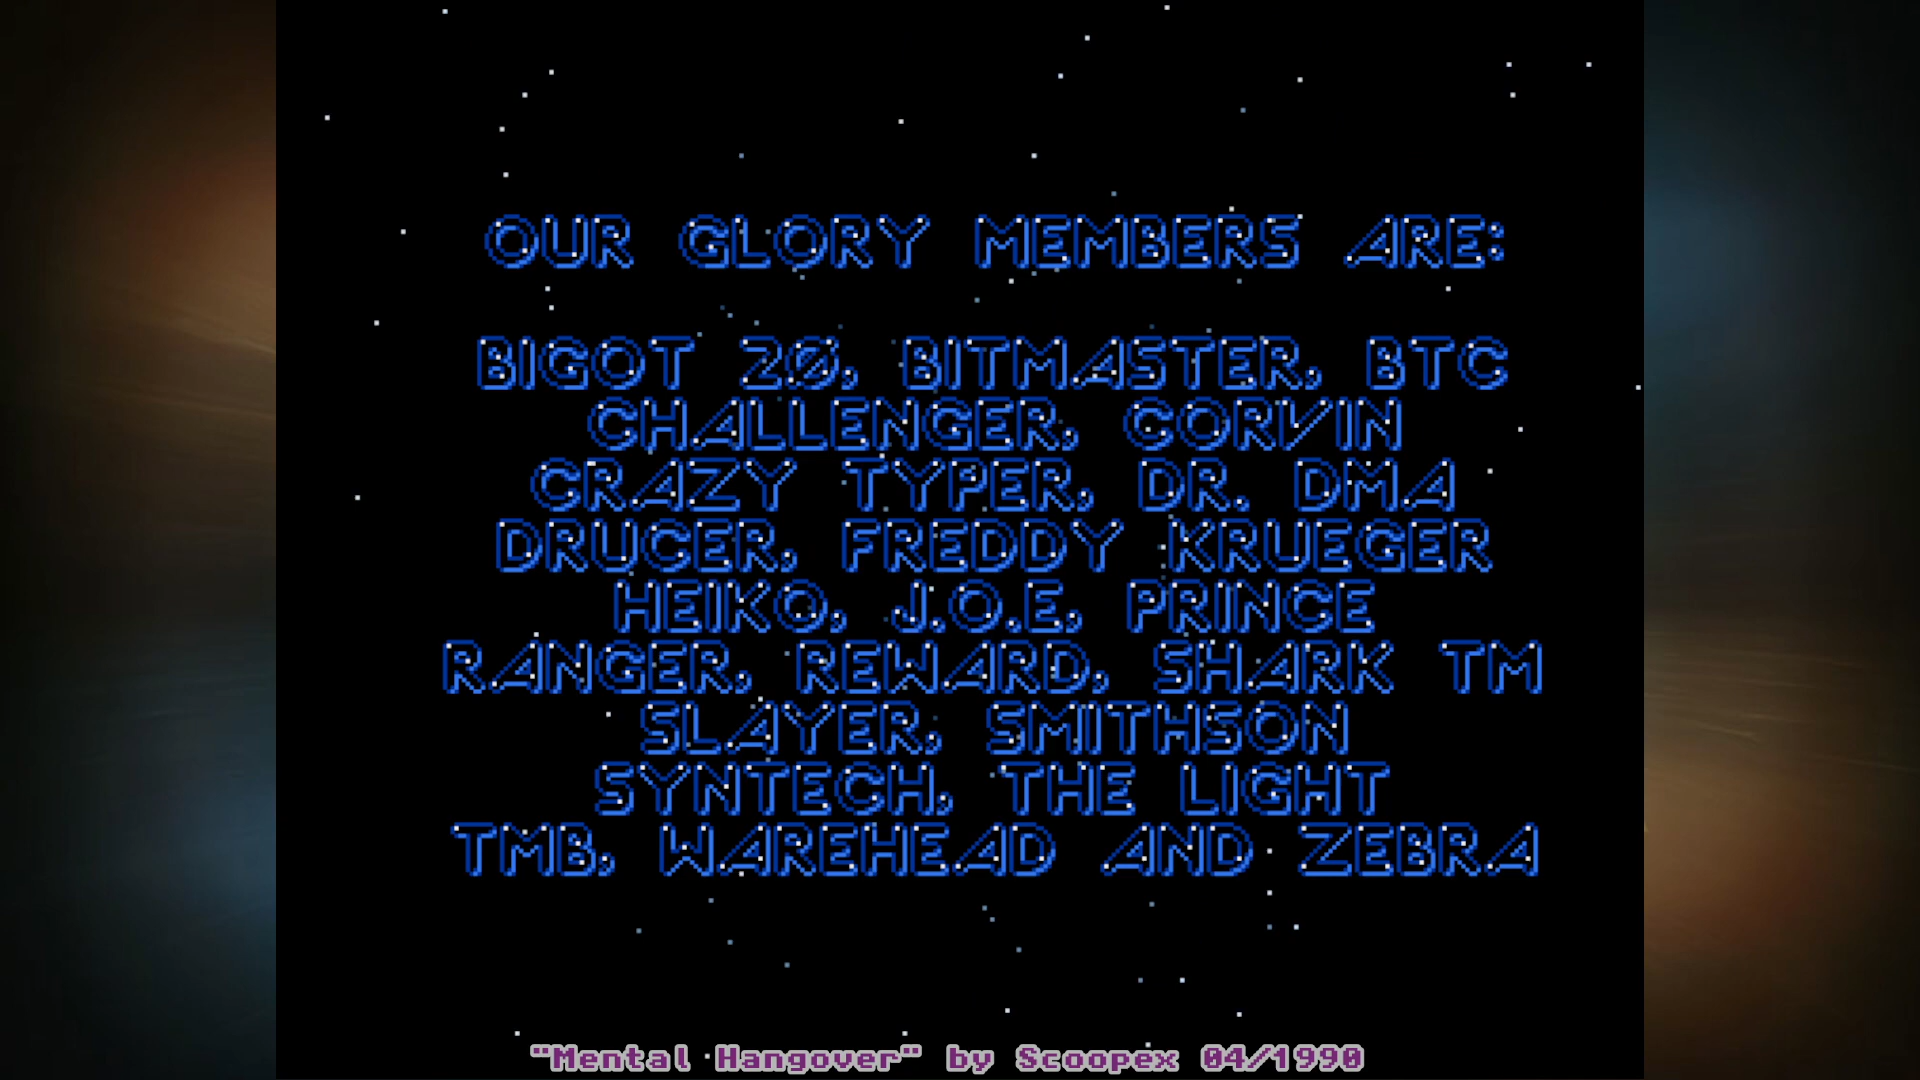 OUR GLORY MEMBERS ARE:
BIGOT 20, BITMASTER, BTC
CHALLENGER, CORVIN
CRAZY TYPER, DR. DMA
DRUCER, FREDDY KRUEGER
HEIKO, J.O.E, PRINCE
RANGER, REWARD, SHARK TM
SLAYER, SMITHSON
SYNTECH, THE LIGHT
TMB, WAREHEAD AND ZEBRA
"Mental Hangover" by Scoopex 04/1990